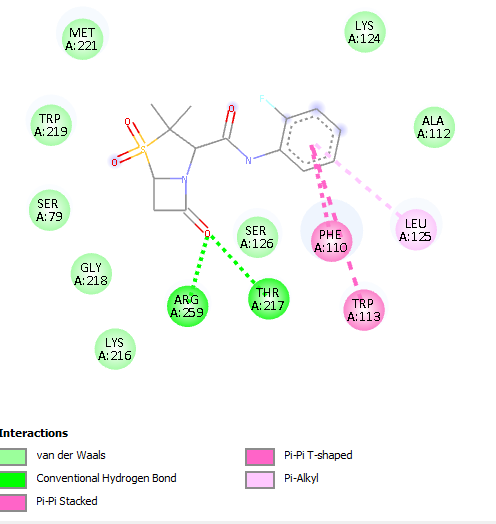 MET
A:221
LYS
A:124
TRP
A:219
ALA
A:112
F
O
O
O
S
O
N
N
SER
A:79
SER
A:126
PHE
A:110
LEU
A:125
GLY
A:218
O
ARG
A:259
THR
A:217
TRP
A:113
LYS
A:216
Interactions
van der Waals
Conventional Hydrogen Bond
Pi-Pi Stacked
Pi-Pi T-shaped
Pi-Alkyl